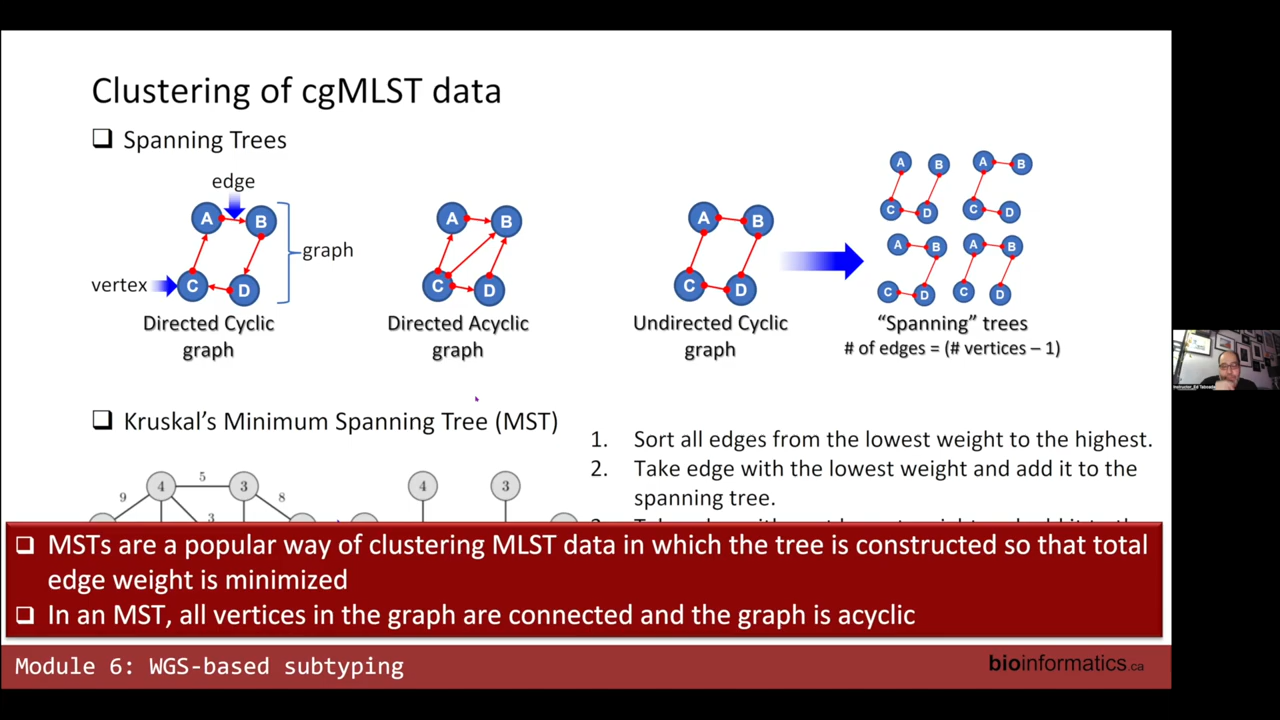 Clustering of cgMLST data
❑ Spanning Trees
edge
A B
C D
graph
vertex
Directed Cyclic
graph
A B
C D
Directed Acyclic
graph
A B
C D
Undirected Cyclic
graph
A B A B
C D C D
A B A B
C D C D
“Spanning” trees
# of edges = (# vertices – 1)
❑ Kruskal’s Minimum Spanning Tree (MST)
9 4 5 3 8
3
4 3
1. Sort all edges from the lowest weight to the highest.
2. Take edge with the lowest weight and add it to the
spanning tree.
❑ MSTs are a popular way of clustering MLST data in which the tree is constructed so that total
edge weight is minimized
❑ In an MST, all vertices in the graph are connected and the graph is acyclic
Module 6: WGS-based subtyping
bioinformatics.ca